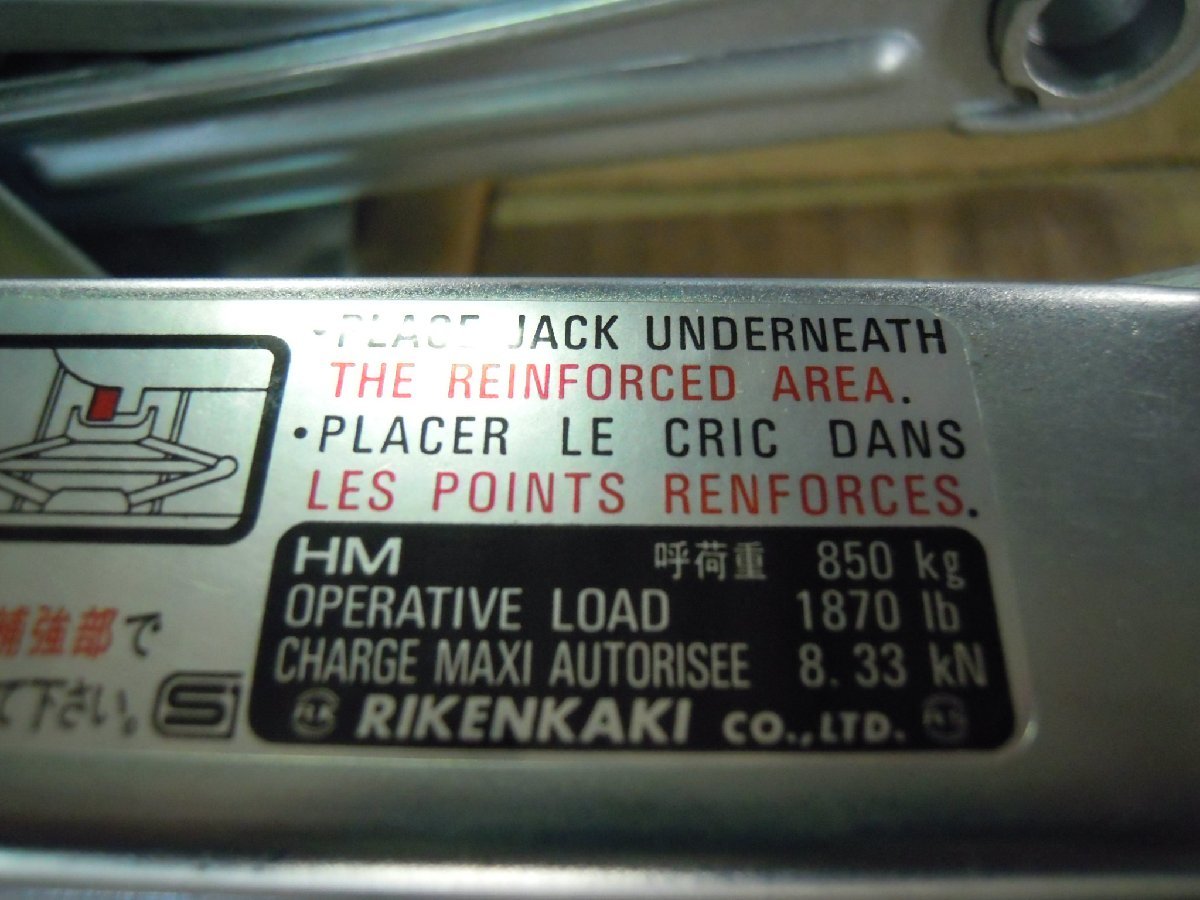 ·PLACE JACK UNDERNEATH
THE REINFORCED AREA.
·PLACER LE CRIC DANS
LES POINTS RENFORCES.
補強部で
て下さい。
HM 呼荷重 850 kg
OPERATIVE LOAD 1870 lb
CHARGE MAXI AUTORISEE 8.33 kN
RIKENKAKI CO.,LTD.